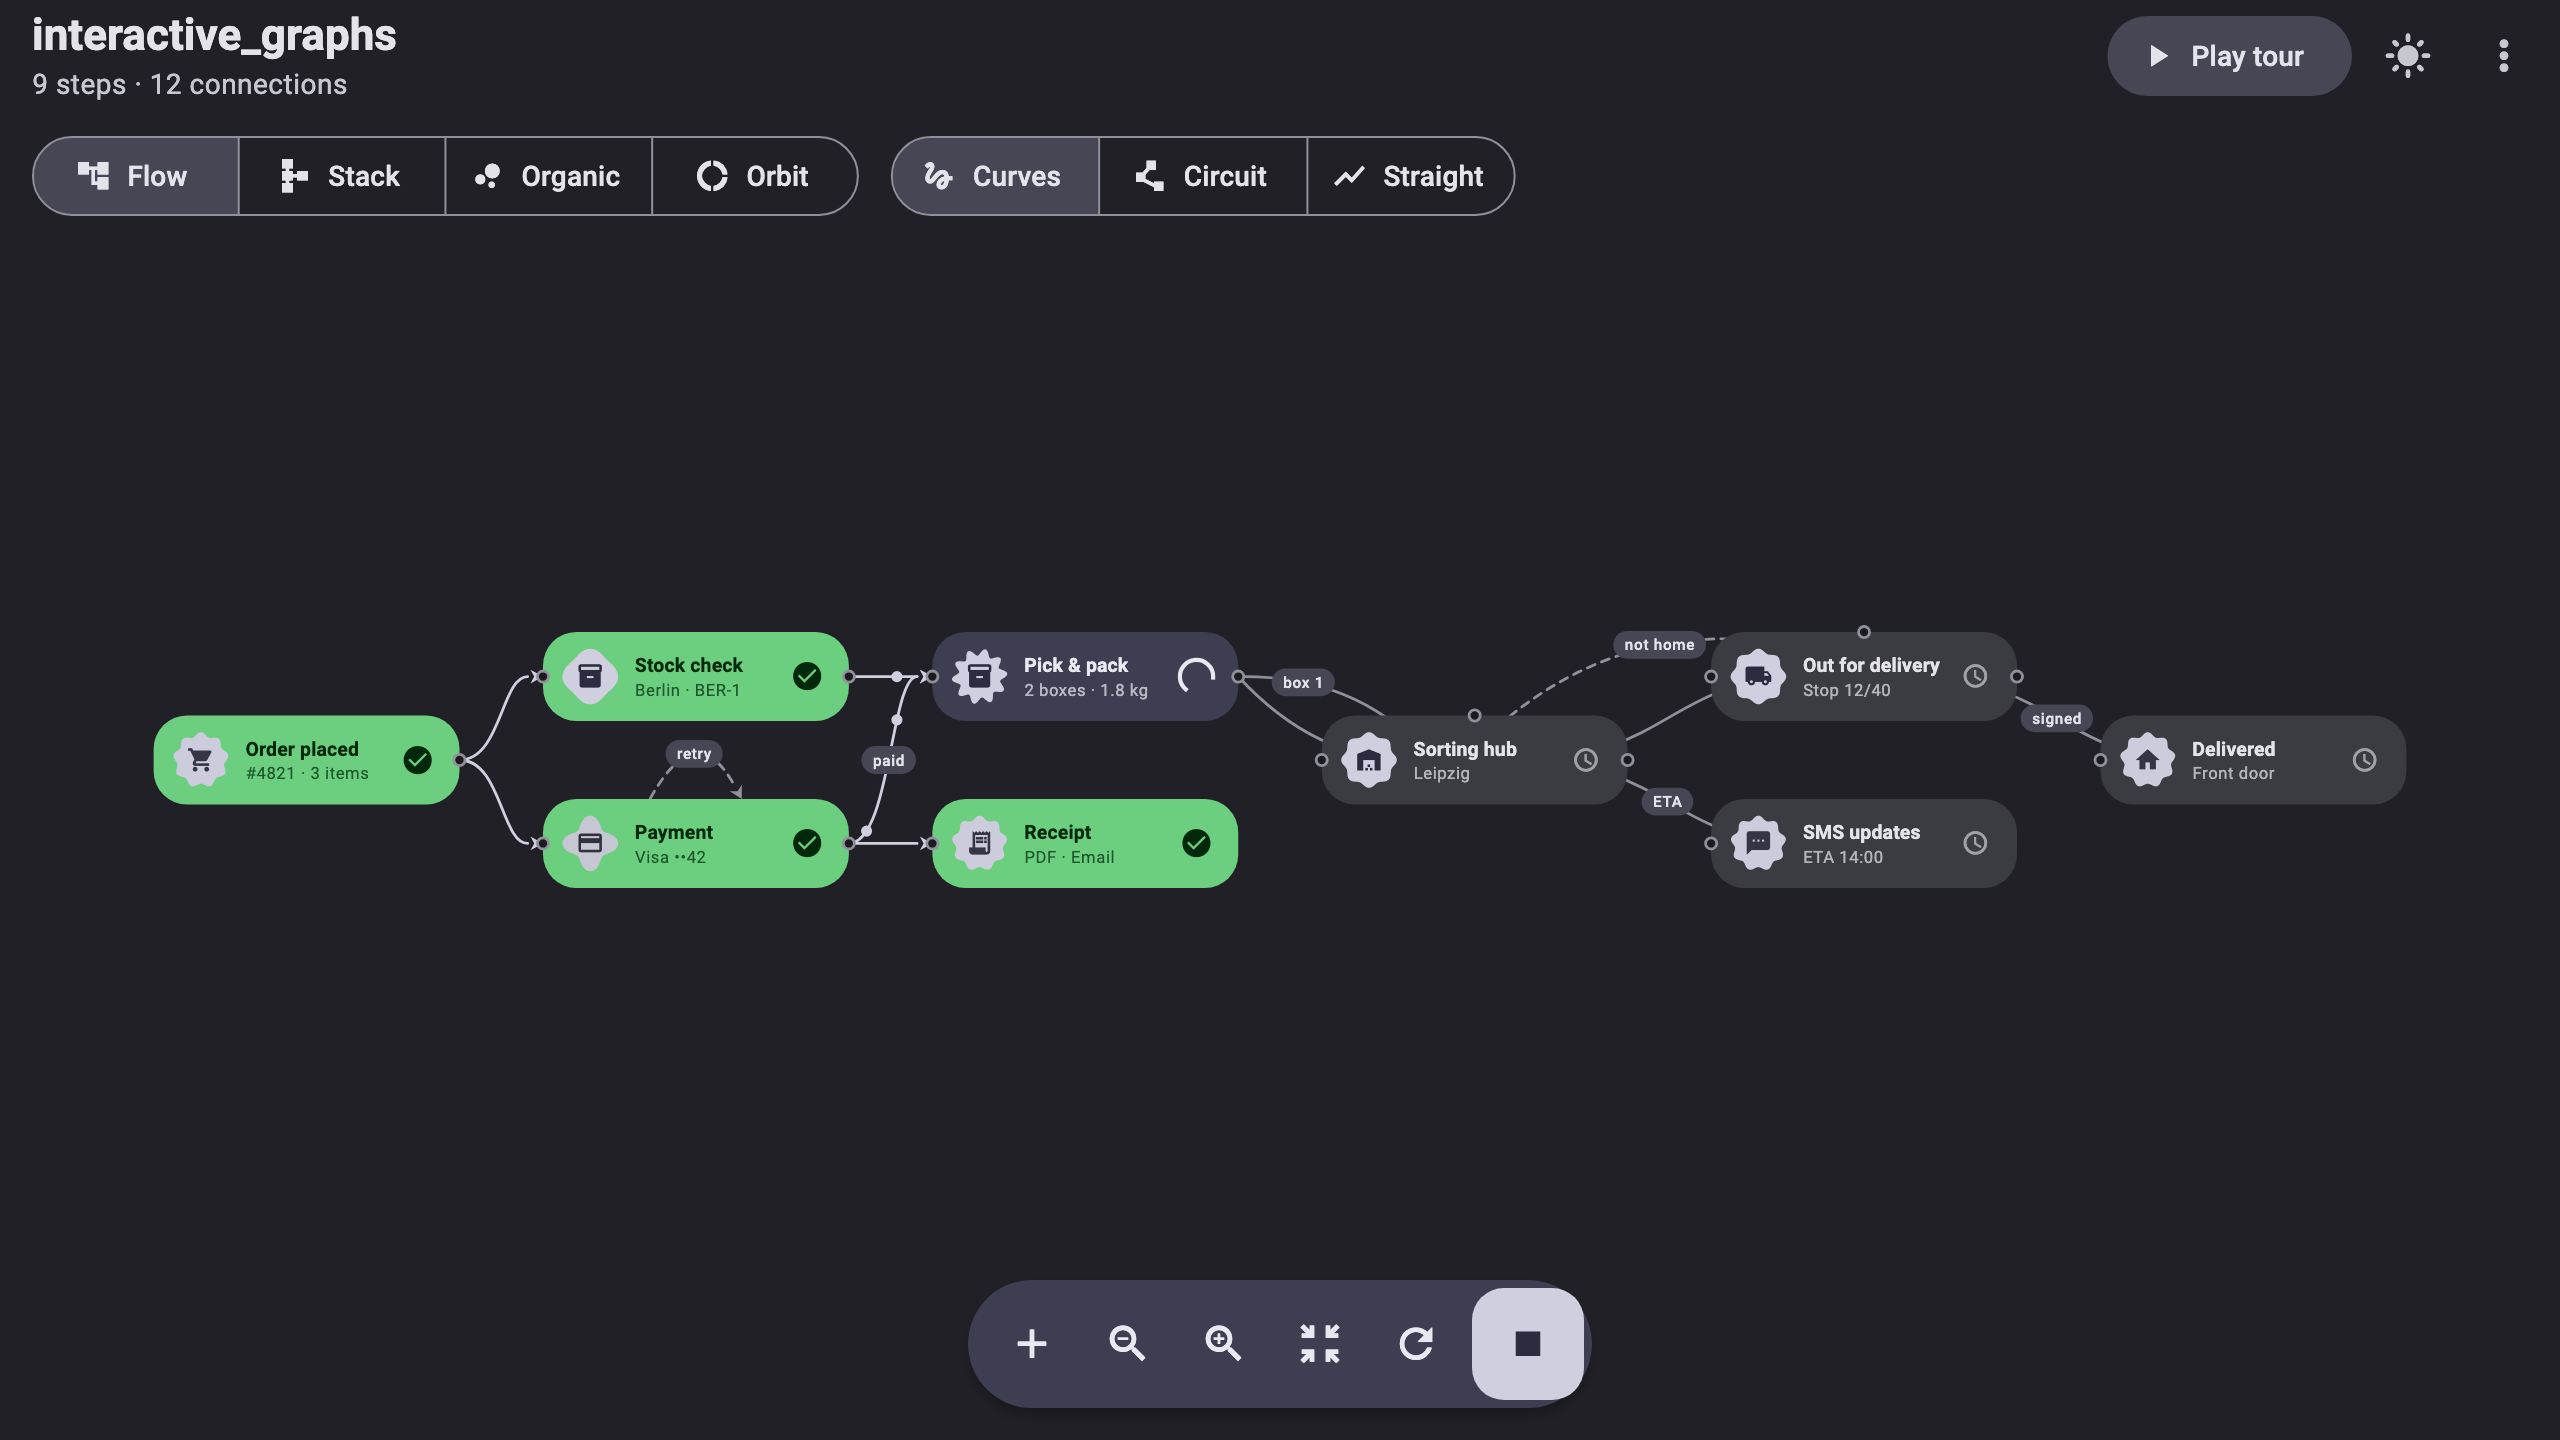 interactive_graphs
9 steps · 12 connections
Play tour
Flow
Stack
Organic
Orbit
Curves
Circuit
Straight
Order placed
#4821 · 3 items
Stock check
Berlin · BER-1
retry
Payment
Visa ••42
paid
Pick & pack
2 boxes · 1.8 kg
Receipt
PDF · Email
box 1
Sorting hub
Leipzig
not home
ETA
Out for delivery
Stop 12/40
SMS updates
ETA 14:00
signed
Delivered
Front door